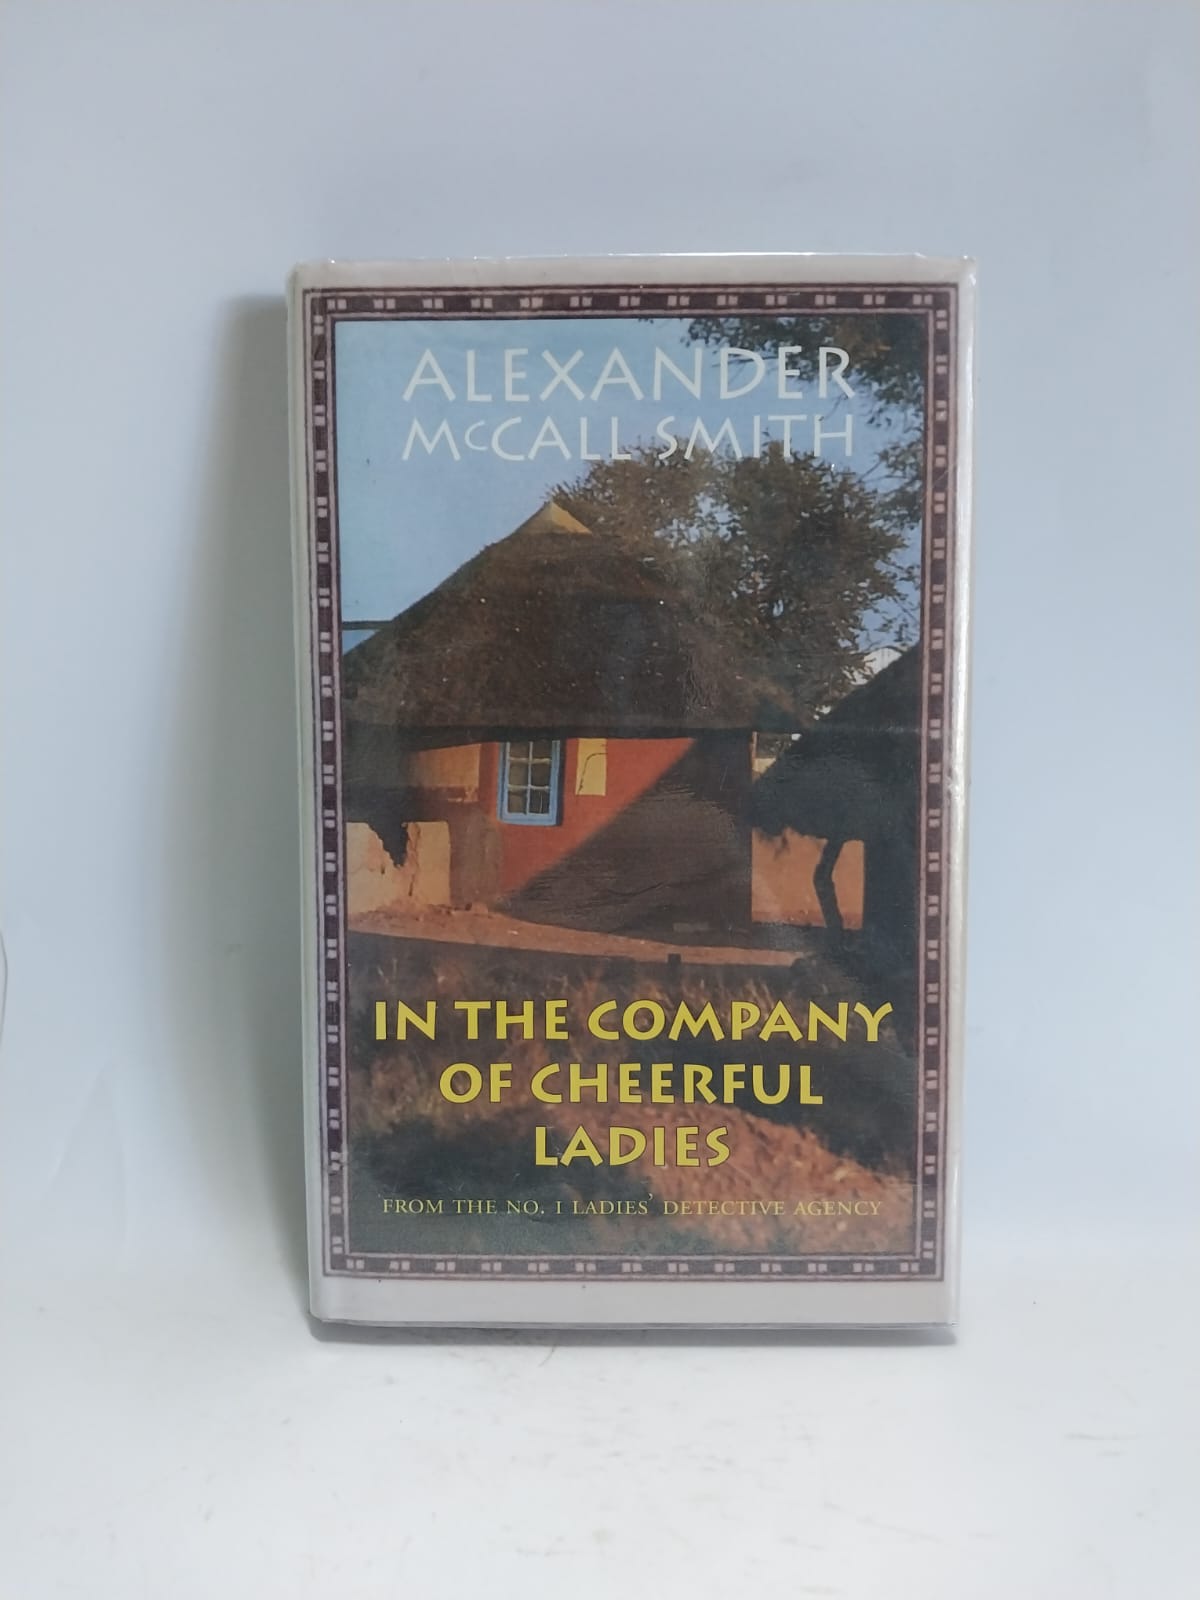 ALEXANDER
McCALL SMITH
IN THE COMPANY
OF CHEERFUL
LADIES
FROM THE NO. 1 LADIES' DETECTIVE AGENCY